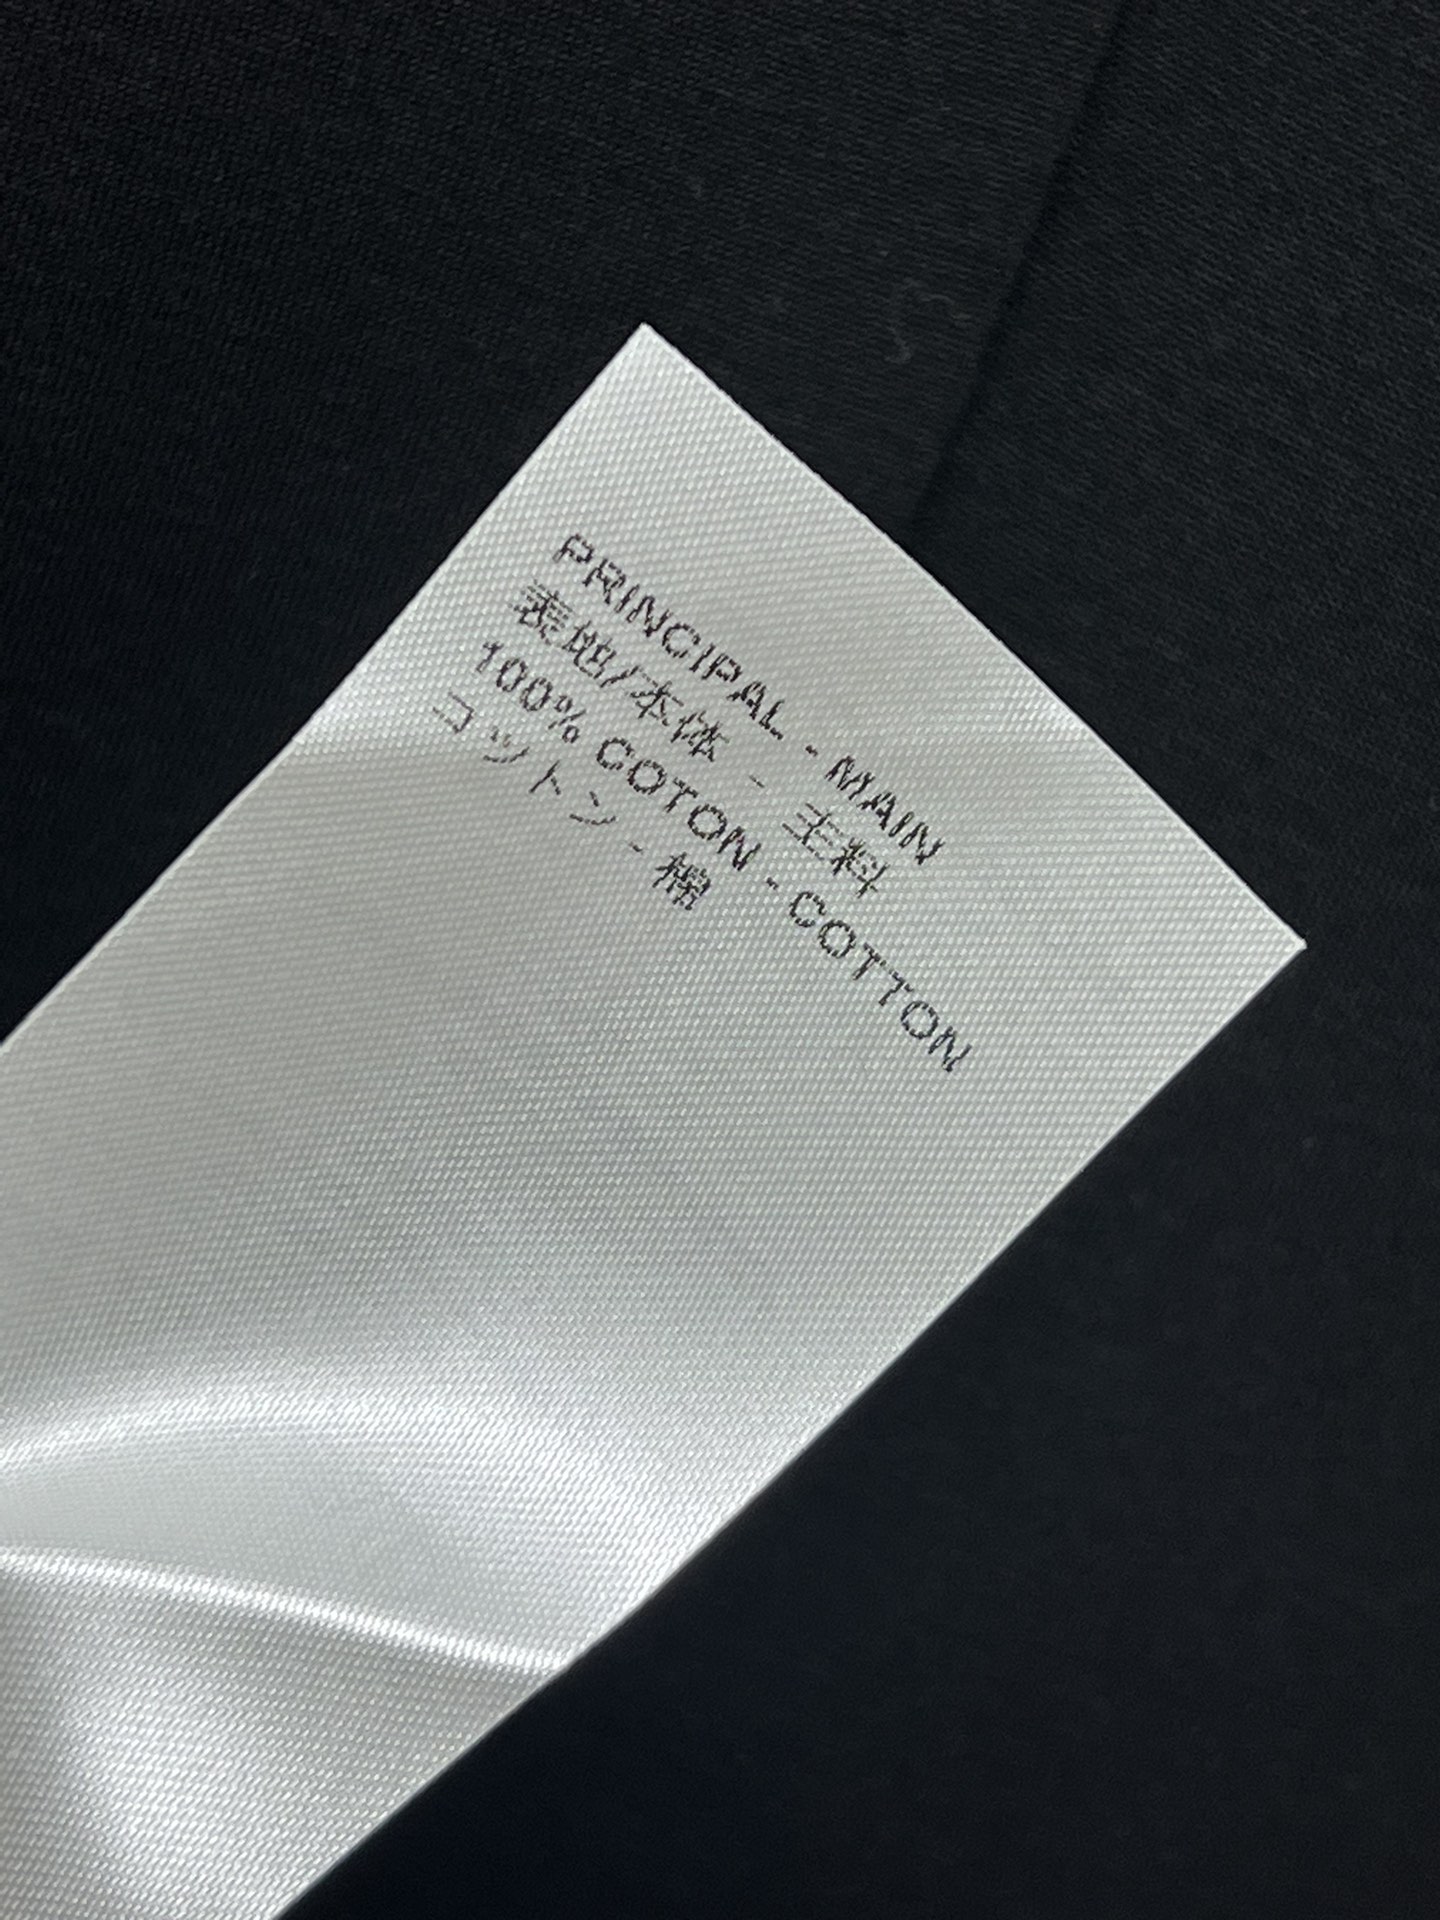 PRINCIPAL - MAIN
表地/本体 - 主料
100% COTON - COTTON
コットン - 棉